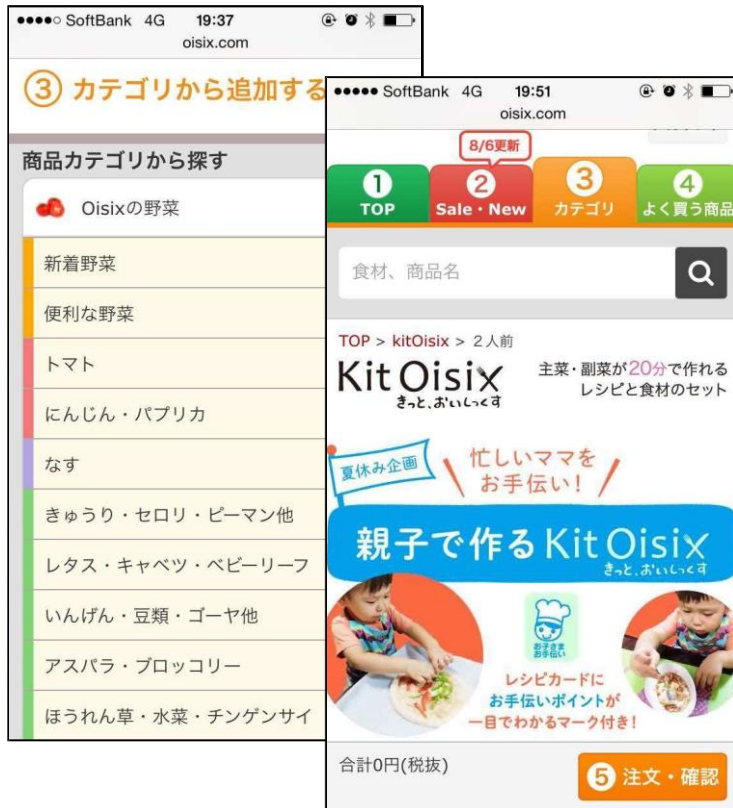 SoftBank 4G 19:37
oisix.com
③ カテゴリから追加する
商品カテゴリから探す
Oisixの野菜
新着野菜
便利な野菜
トマト
にんじん・パプリカ
なす
きゅうり・セロリ・ピーマン他
レタス・キャベツ・ベビーリーフ
いんげん・豆類・ゴーヤ他
アスパラ・ブロッコリー
ほうれん草・水菜・チンゲンサイ
SoftBank 4G 19:51
oisix.com
8/6更新
1 TOP
2 Sale・New
3 カテゴリ
4 よく買う商品
食材、商品名
TOP > kitOisix > 2人前
Kit Oisix
きっと、おいしっくす
主菜・副菜が20分で作れる
レシピと食材のセット
夏休み企画
忙しいママを
お手伝い!
親子で作る Kit Oisix
きっと、おいしっくす
お子さま
お手伝い
レシピカードに
お手伝いポイントが
一目でわかるマーク付き!
合計0円(税抜)
5 注文・確認